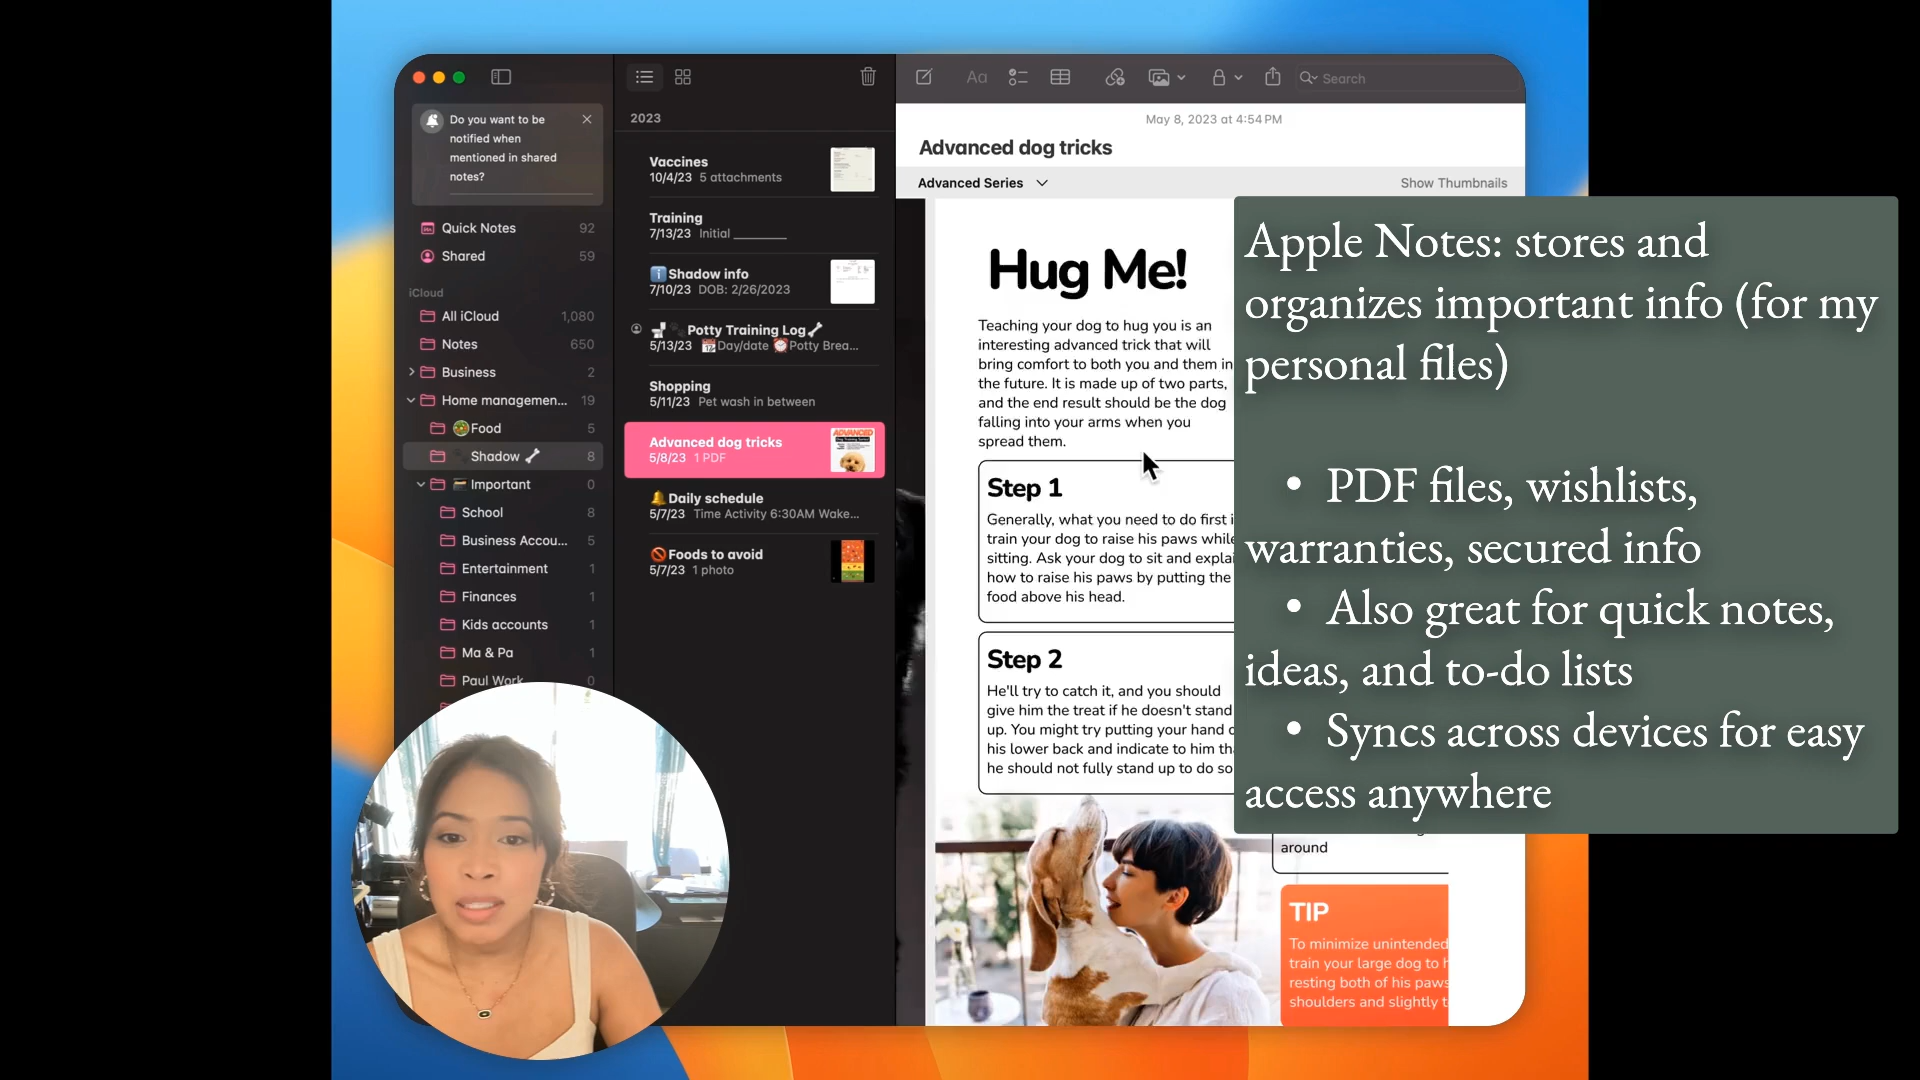 Do you want to be
notified when
mentioned in shared
notes?
Quick Notes 92
Shared 59
iCloud
All iCloud 1,080
Notes 650
Business 2
Home managemen... 19
Food 5
Shadow 8
Important 0
School 8
Business Accou... 5
Entertainment 1
Finances 1
Kids accounts 1
Ma & Pa 1
Paul Work 0
2023
Vaccines
10/4/23 5 attachments
Training
7/13/23 Initial ________
Shadow info
7/10/23 DOB: 2/26/2023
Potty Training Log
5/13/23 Day/date Potty Brea...
Shopping
5/11/23 Pet wash in between
Advanced dog tricks
5/8/23 1 PDF
ADVANCED
Daily schedule
5/7/23 Time Activity 6:30AM Wake...
Foods to avoid
5/7/23 1 photo
Aa
Search
May 8, 2023 at 4:54 PM
Advanced dog tricks
Advanced Series
Show Thumbnails
Hug Me!
Teaching your dog to hug you is an
interesting advanced trick that will
bring comfort to both you and them in
the future. It is made up of two parts,
and the end result should be the dog
falling into your arms when you
spread them.
Step 1
Generally, what you need to do first i
train your dog to raise his paws while
sitting. Ask your dog to sit and explai
how to raise his paws by putting the
food above his head.
Step 2
He'll try to catch it, and you should
give him the treat if he doesn't stand
up. You might try putting your hand o
his lower back and indicate to him tha
he should not fully stand up to do so
around
TIP
To minimize unintended
train your large dog to h
resting both of his paws
shoulders and slightly t
Apple Notes: stores and
organizes important info (for my
personal files)
• PDF files, wishlists,
warranties, secured info
• Also great for quick notes,
ideas, and to-do lists
• Syncs across devices for easy
access anywhere